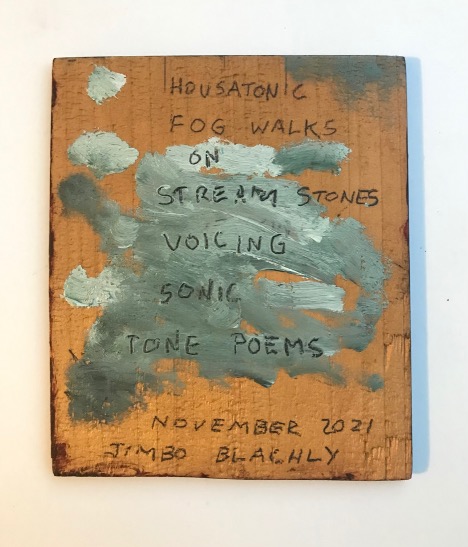 HOUSATONIC
FOG WALKS
ON
STREAM STONES
VOICING
SONIC
TONE POEMS
NOVEMBER 2021
JIMBO BLACHLY